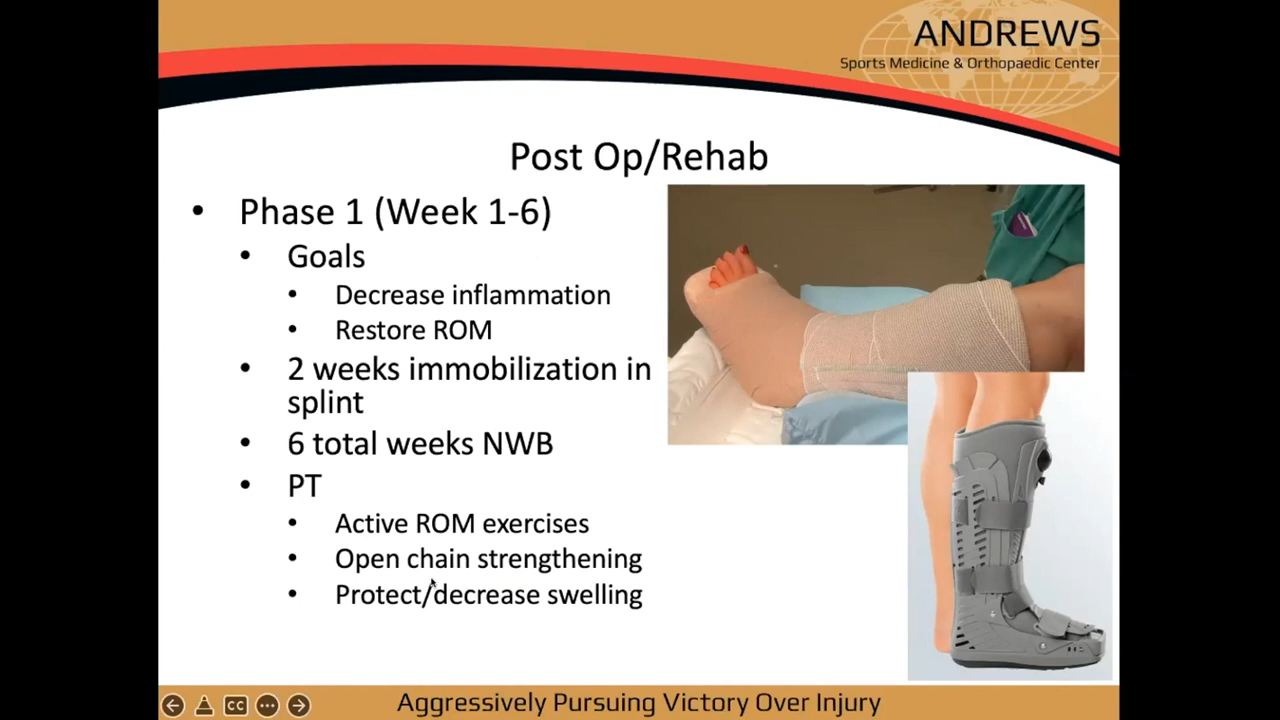 ANDREWS
Sports Medicine & Orthopaedic Center
Post Op/Rehab
• Phase 1 (Week 1-6)
• Goals
• Decrease inflammation
• Restore ROM
• 2 weeks immobilization in
splint
• 6 total weeks NWB
• PT
• Active ROM exercises
• Open chain strengthening
• Protect/decrease swelling
CC
Aggressively Pursuing Victory Over Injury